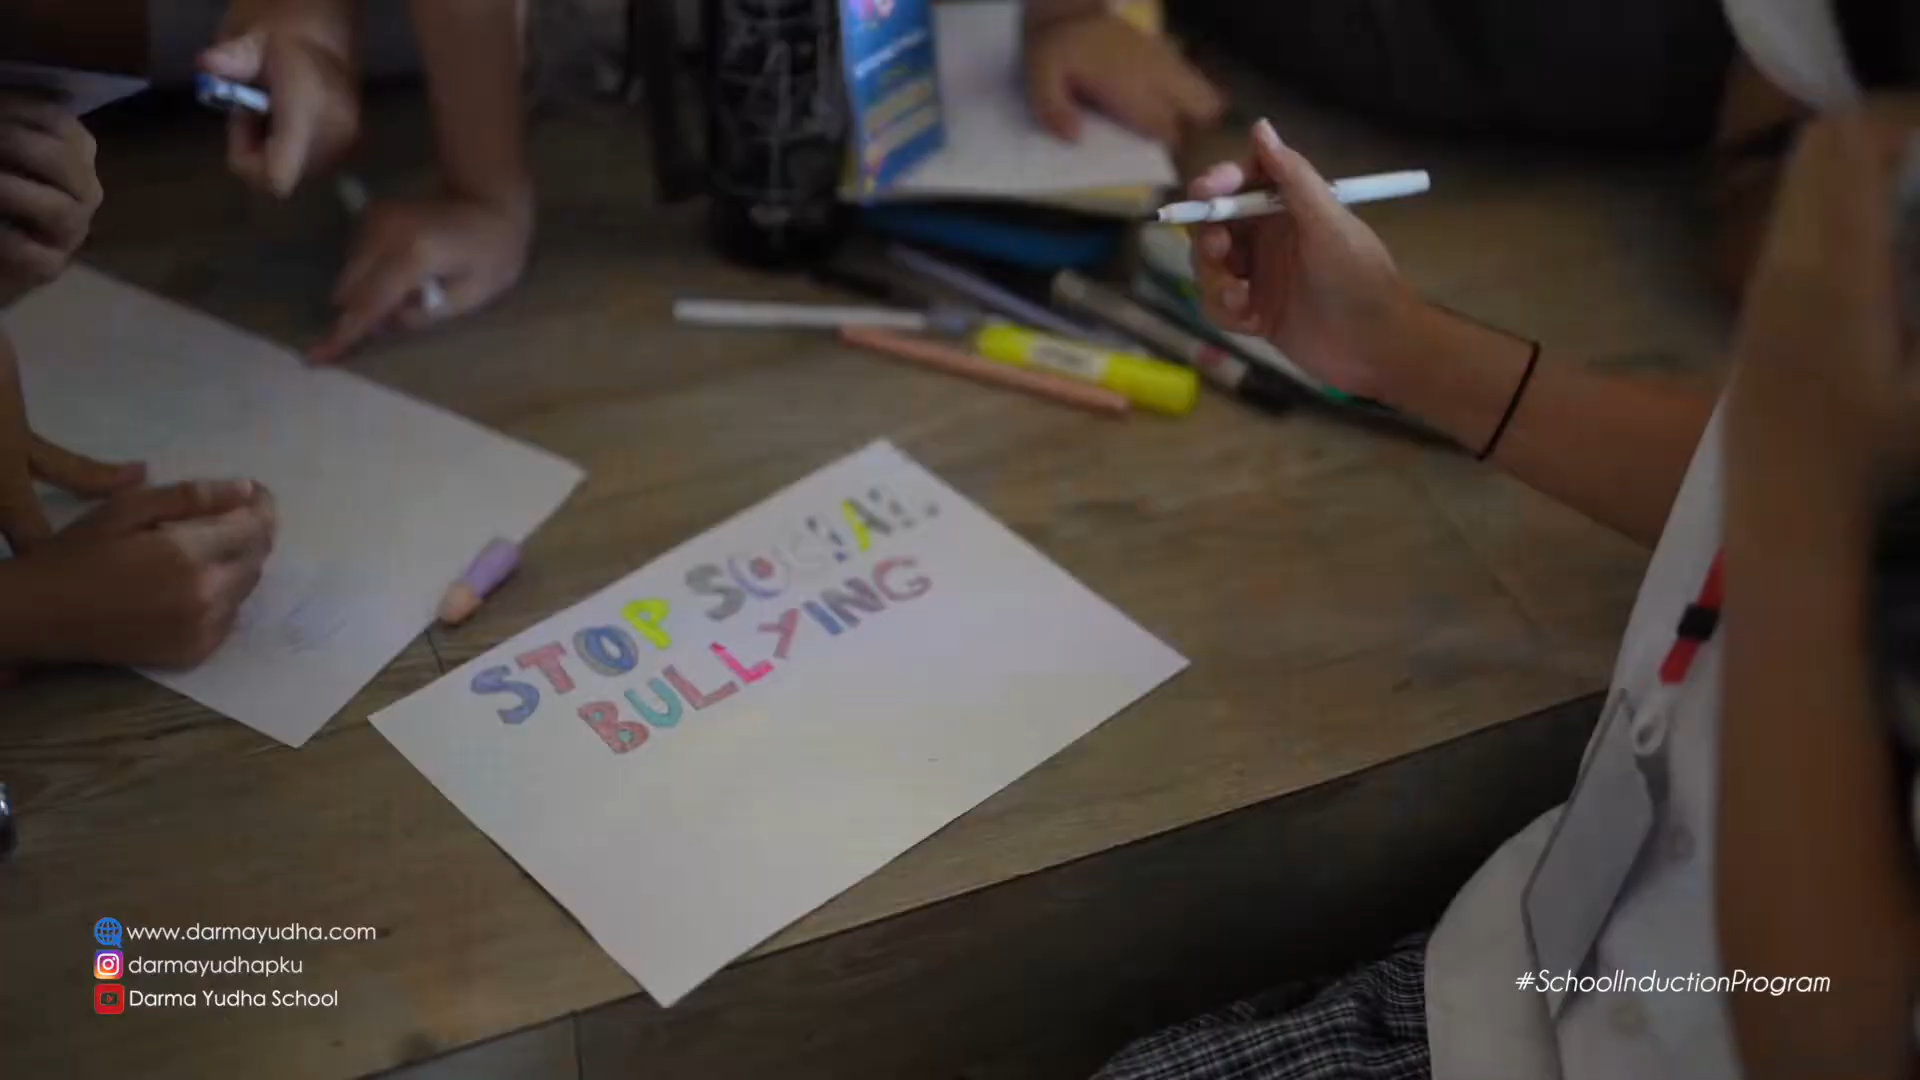 STOP SOCIAL
BULLYING
www.darmayudha.com
darmayudhapku
Darma Yudha School
#SchoolInductionProgram